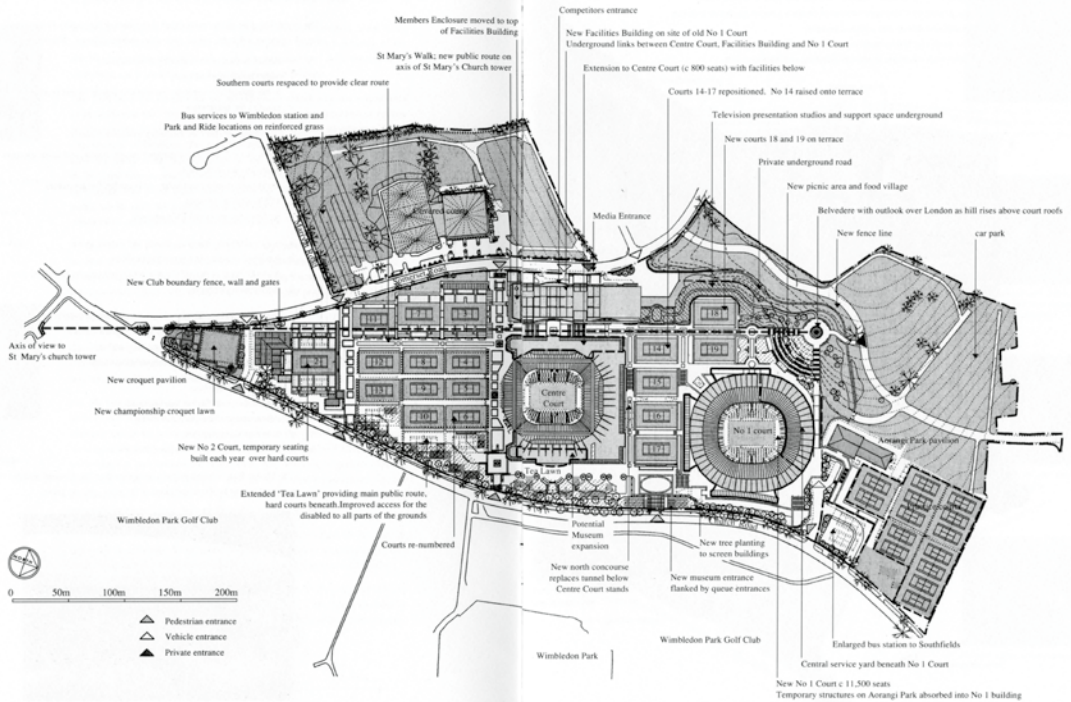 Competitors entrance
Members Enclosure moved to top
of Facilities Building
New Facilities Building on site of old No 1 Court
Underground links between Centre Court, Facilities Building and No 1 Court
St Mary's Walk; new public route on
axis of St Mary's Church tower
Extension to Centre Court (c 800 seats) with facilities below
Southern courts respaced to provide clear route
Courts 14-17 repositioned. No 14 raised onto terrace
Bus services to Wimbledon station and
Park and Ride locations on reinforced grass
Television presentation studios and support space underground
New courts 18 and 19 on terrace
Private underground road
New picnic area and food village
Belvedere with outlook over London as hill rises above court roofs
Covered courts
Media Entrance
New fence line
car park
Somerset Road
New Club boundary fence, wall and gates
Axis of view to
St Mary's church tower
New croquet pavilion
New championship croquet lawn
New No 2 Court, temporary seating
built each year over hard courts
Centre
Court
No 1 court
Aorangi Park pavilion
Tea Lawn
Extended 'Tea Lawn' providing main public route,
hard courts beneath.Improved access for the
disabled to all parts of the grounds
Wimbledon Park Golf Club
Courts re-numbered
Potential
Museum
expansion
New tree planting
to screen buildings
New north concourse
replaces tunnel below
Centre Court stands
New museum entrance
flanked by queue entrances
0 50m 100m 150m 200m
Pedestrian entrance
Vehicle entrance
Private entrance
Wimbledon Park Golf Club
Wimbledon Park
Enlarged bus station to Southfields
Central service yard beneath No 1 Court
New No 1 Court c 11,500 seats
Temporary structures on Aorangi Park absorbed into No 1 building